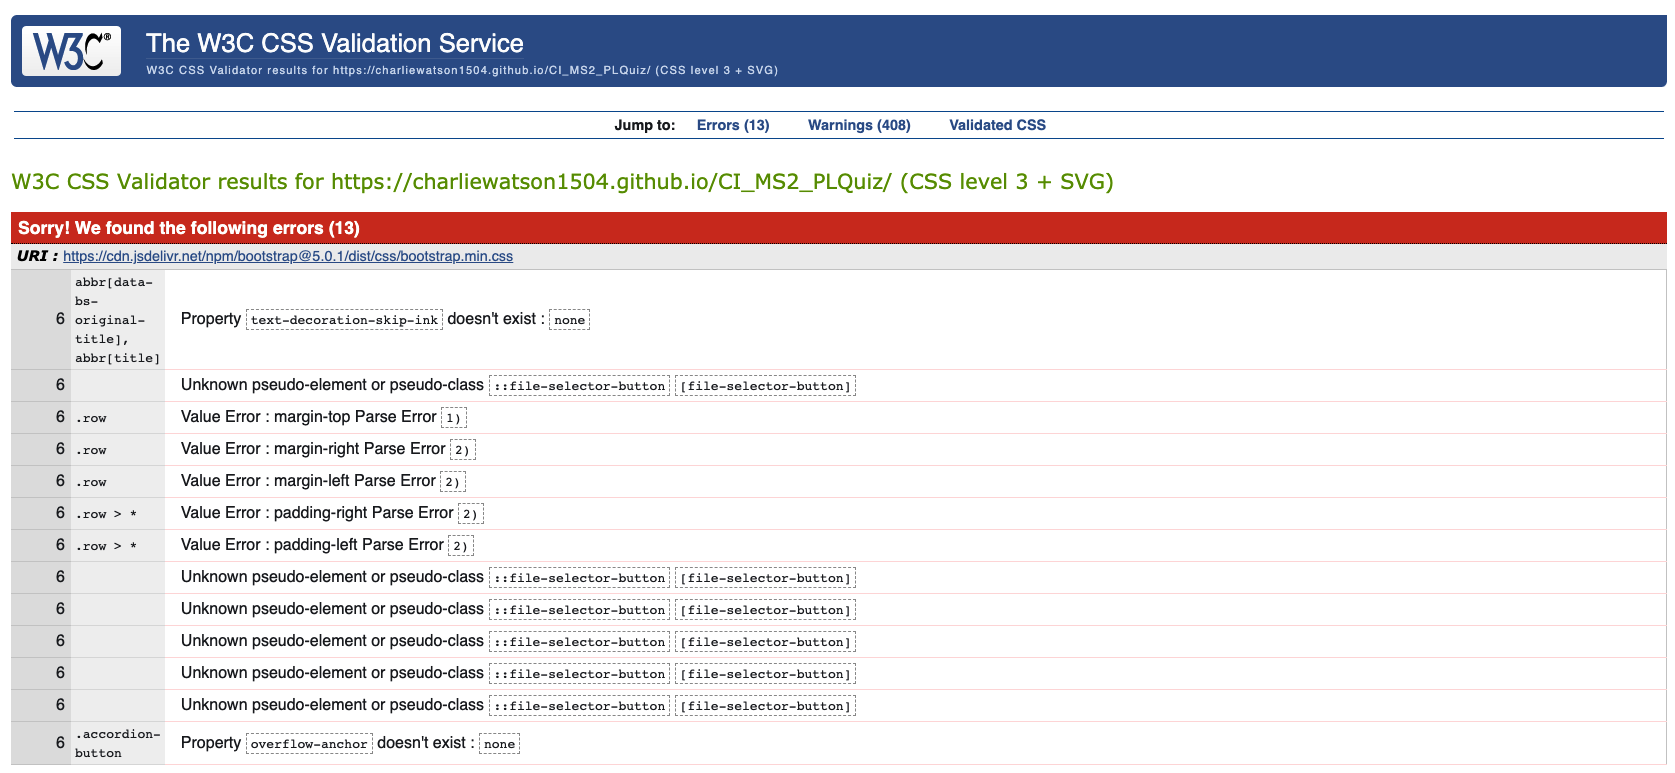 W3C®
The W3C CSS Validation Service
W3C CSS Validator results for https://charliewatson1504.github.io/CI_MS2_PLQuiz/ (CSS level 3 + SVG)
Jump to: Errors (13) Warnings (408) Validated CSS
W3C CSS Validator results for https://charliewatson1504.github.io/CI_MS2_PLQuiz/ (CSS level 3 + SVG)
Sorry! We found the following errors (13)
URI : https://cdn.jsdelivr.net/npm/bootstrap@5.0.1/dist/css/bootstrap.min.css
abbr[data-
bs-
original-
title],
abbr[title]
6 Property text-decoration-skip-ink doesn't exist : none
6 Unknown pseudo-element or pseudo-class ::file-selector-button [file-selector-button]
6 .row Value Error : margin-top Parse Error 1)
6 .row Value Error : margin-right Parse Error 2)
6 .row Value Error : margin-left Parse Error 2)
6 .row > * Value Error : padding-right Parse Error 2)
6 .row > * Value Error : padding-left Parse Error 2)
6 Unknown pseudo-element or pseudo-class ::file-selector-button [file-selector-button]
6 Unknown pseudo-element or pseudo-class ::file-selector-button [file-selector-button]
6 Unknown pseudo-element or pseudo-class ::file-selector-button [file-selector-button]
6 Unknown pseudo-element or pseudo-class ::file-selector-button [file-selector-button]
6 Unknown pseudo-element or pseudo-class ::file-selector-button [file-selector-button]
.accordion-
button
6 Property overflow-anchor doesn't exist : none